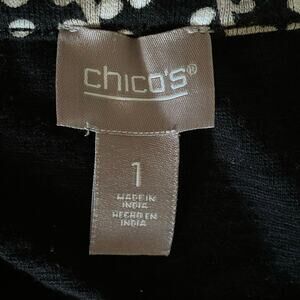 chico's®
1
MADE IN
INDIA
HECHO EN
INDIA